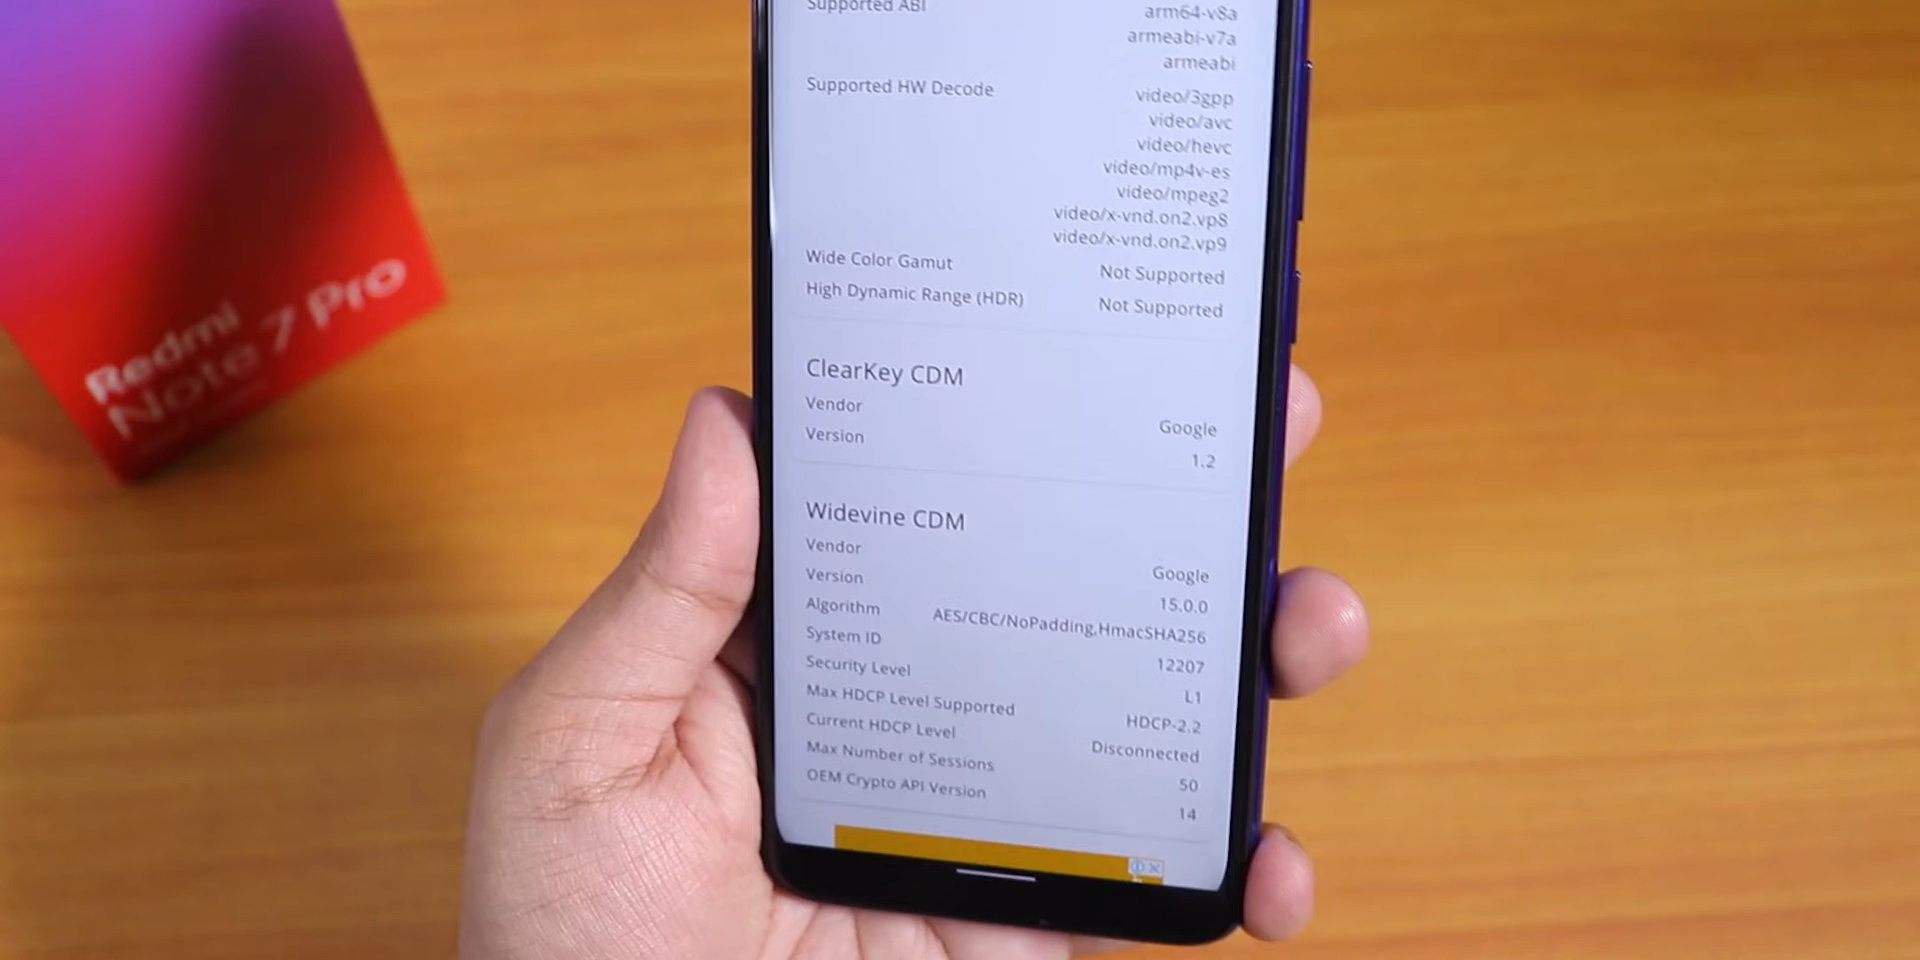 Supported ABI arm64-v8a
armeabi-v7a
armeabi
Supported HW Decode video/3gpp
video/avc
video/hevc
video/mp4v-es
video/mpeg2
video/x-vnd.on2.vp8
video/x-vnd.on2.vp9
Wide Color Gamut Not Supported
High Dynamic Range (HDR) Not Supported
ClearKey CDM
Vendor Google
Version 1.2
Widevine CDM
Vendor Google
Version 15.0.0
Algorithm AES/CBC/NoPadding,HmacSHA256
System ID 12207
Security Level L1
Max HDCP Level Supported HDCP-2.2
Current HDCP Level Disconnected
Max Number of Sessions 50
OEM Crypto API Version 14
Redmi
Note 7 Pro